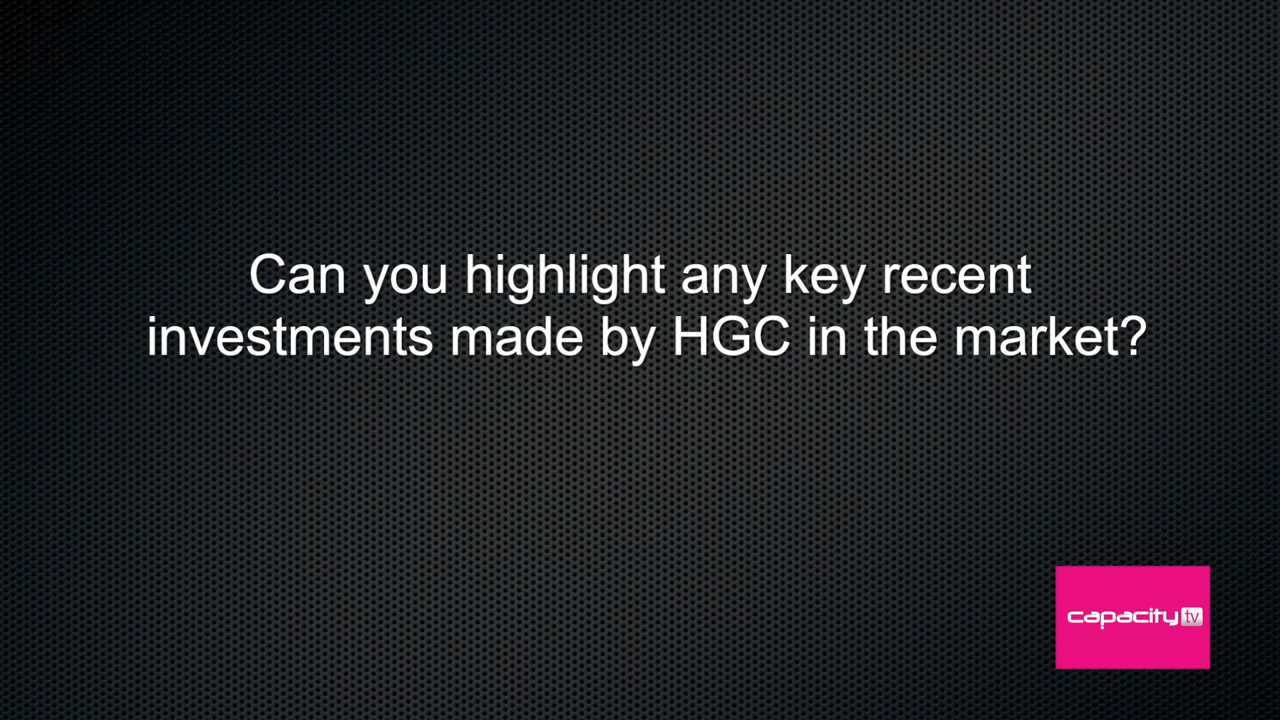 Can you highlight any key recent
investments made by HGC in the market?
capacity tv